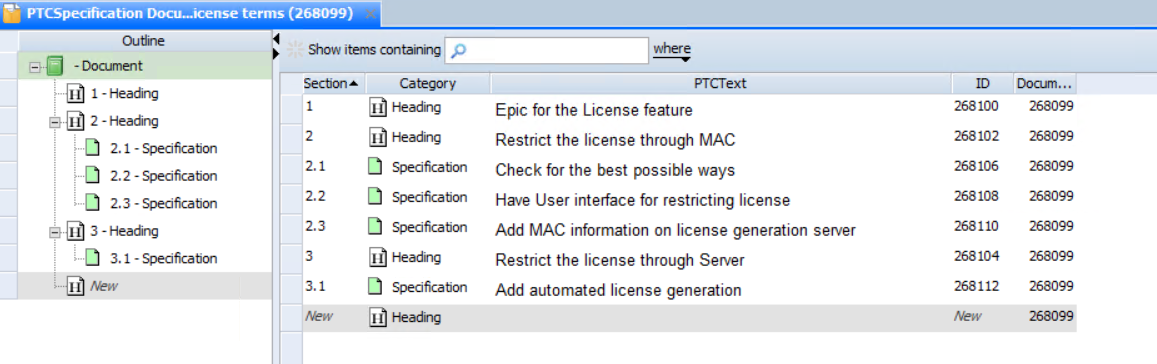 PTCSpecification Docu...icense terms (268099)
Outline
- Document
1 - Heading
2 - Heading
2.1 - Specification
2.2 - Specification
2.3 - Specification
3 - Heading
3.1 - Specification
New
Show items containing where
Section Category PTCText ID Docum...
1 Heading Epic for the License feature 268100 268099
2 Heading Restrict the license through MAC 268102 268099
2.1 Specification Check for the best possible ways 268106 268099
2.2 Specification Have User interface for restricting license 268108 268099
2.3 Specification Add MAC information on license generation server 268110 268099
3 Heading Restrict the license through Server 268104 268099
3.1 Specification Add automated license generation 268112 268099
New Heading New 268099